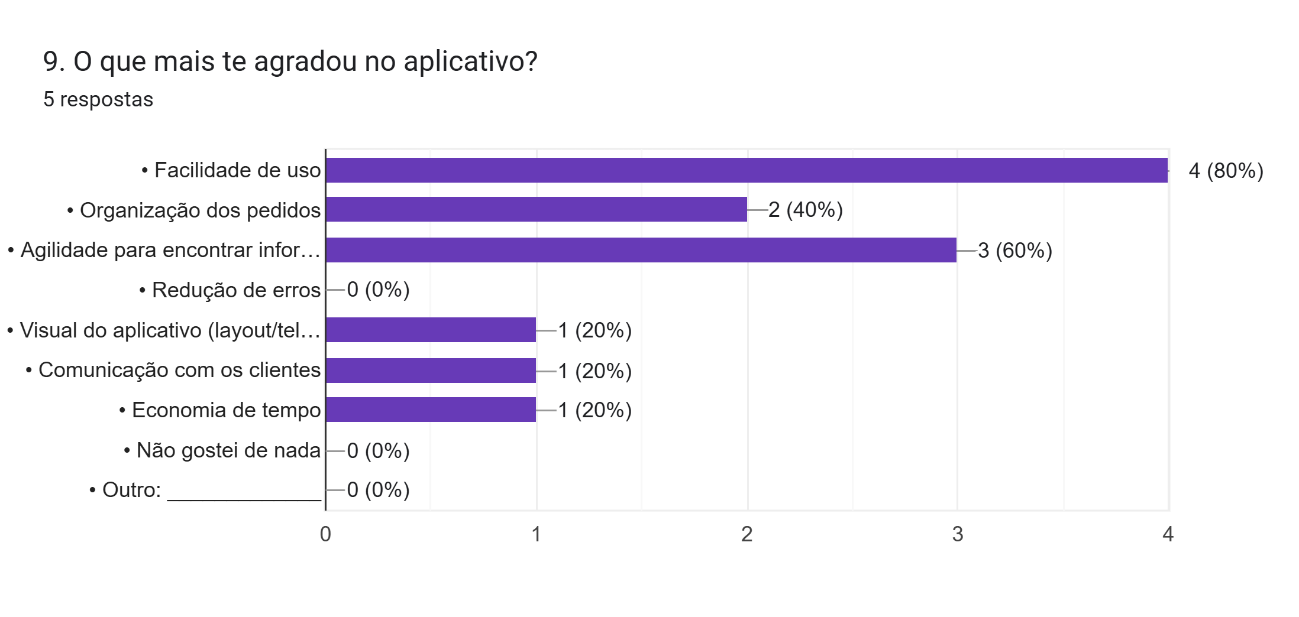 9. O que mais te agradou no aplicativo?
5 respostas
• Facilidade de uso 4 (80%)
• Organização dos pedidos 2 (40%)
• Agilidade para encontrar infor… 3 (60%)
• Redução de erros 0 (0%)
• Visual do aplicativo (layout/tel… 1 (20%)
• Comunicação com os clientes 1 (20%)
• Economia de tempo 1 (20%)
• Não gostei de nada 0 (0%)
• Outro: ______________ 0 (0%)
0 1 2 3 4